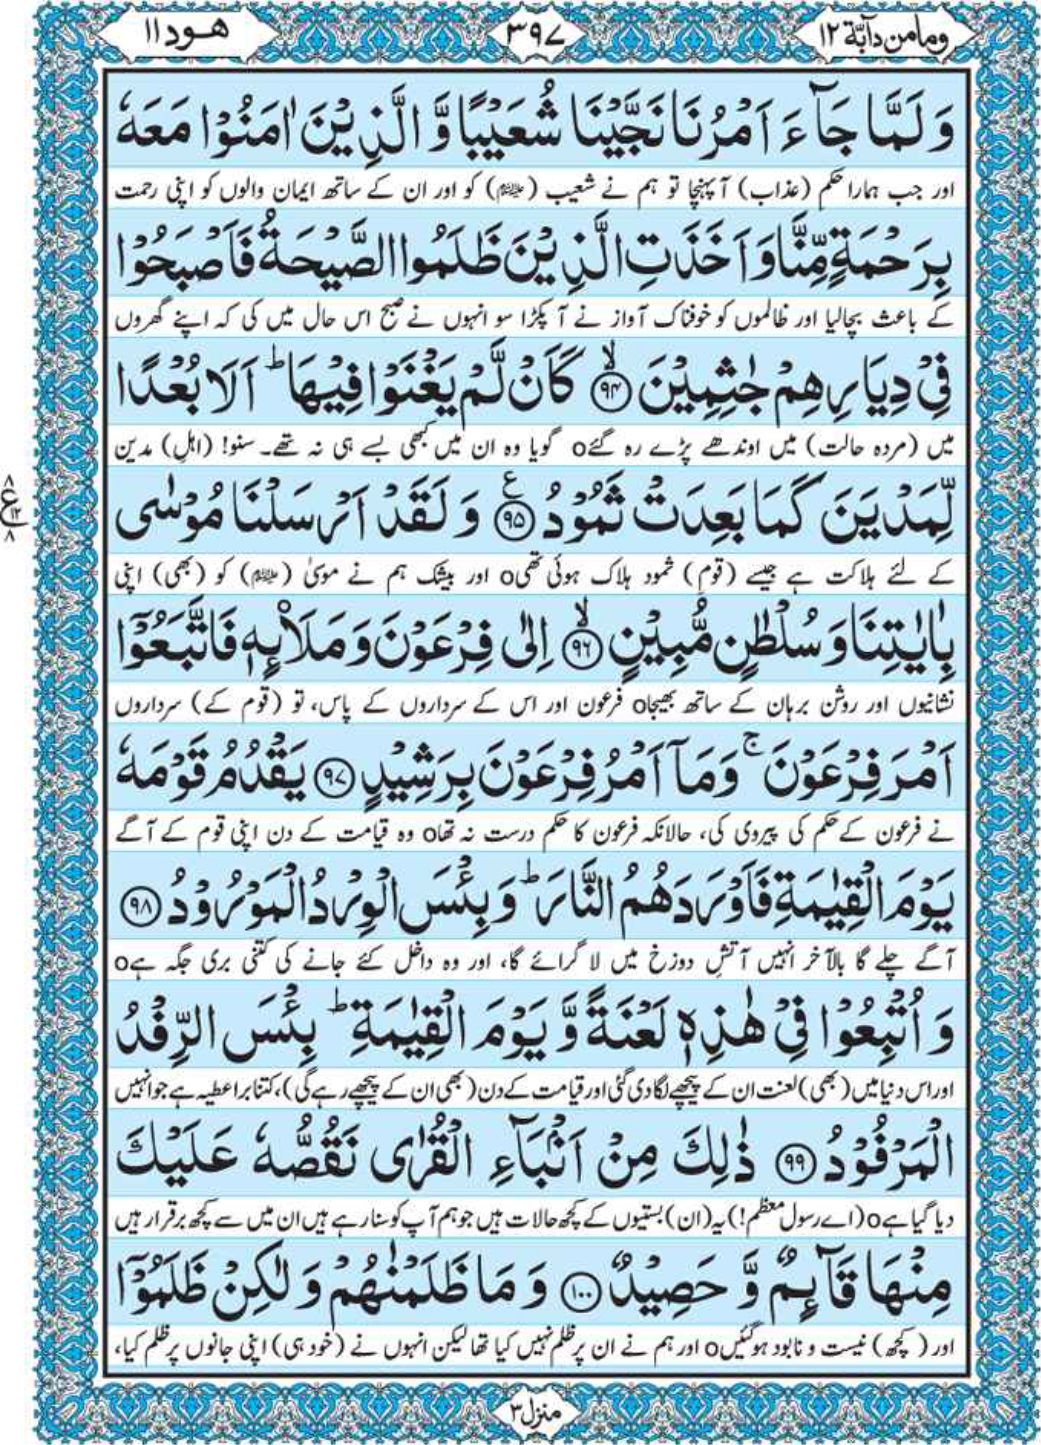 ومامن دآبة ١٢
٣٩٧
هود ١١
وَلَمَّا جَآءَ اَمْرُنَا نَجَّيْنَا شُعَيْبًا وَّ الَّذِيْنَ اٰمَنُوْا مَعَهٗ
اور جب ہمارا حکم (عذاب) آ پہنچا تو ہم نے شعیب (علیہ السلام) کو اور ان کے ساتھ ایمان والوں کو اپنی رحمت
بِرَحْمَةٍ مِّنَّا وَ اَخَذَتِ الَّذِيْنَ ظَلَمُوا الصَّيْحَةُ فَاَصْبَحُوْا
کے باعث بچالیا اور ظالموں کو خوفناک آواز نے آ پکڑا سو انہوں نے صبح اس حال میں کی کہ اپنے گھروں
فِيْ دِيَارِهِمْ جٰثِمِيْنَ ﴿٩٤﴾ۙ كَاَنْ لَّمْ يَغْنَوْا فِيْهَا ؕ اَلَا بُعْدًا
میں (مردہ حالت) میں اوندھے پڑے رہ گئےo گویا وہ ان میں کبھی بسے ہی نہ تھے۔ سنو! (اہلِ) مدین
لِّمَدْيَنَ كَمَا بَعِدَتْ ثَمُوْدُ ﴿٩٥﴾ۧ وَ لَقَدْ اَرْسَلْنَا مُوْسٰى
٨
ع
١٢
٨
کے لئے ہلاکت ہے جیسے (قومِ) ثمود ہلاک ہوئی تھیo اور بیشک ہم نے موسیٰ (علیہ السلام) کو (بھی) اپنی
بِاٰيٰتِنَا وَ سُلْطٰنٍ مُّبِيْنٍ ﴿٩٦﴾ۙ اِلٰى فِرْعَوْنَ وَ مَلَا۟ىِٕهٖ فَاتَّبَعُوْۤا
نشانیوں اور روشن برہان کے ساتھ بھیجاo فرعون اور اس کے سرداروں کے پاس، تو (قوم کے) سرداروں
اَمْرَ فِرْعَوْنَ ۚ وَ مَاۤ اَمْرُ فِرْعَوْنَ بِرَشِيْدٍ ﴿٩٧﴾ يَقْدُمُ قَوْمَهٗ
نے فرعون کے حکم کی پیروی کی، حالانکہ فرعون کا حکم درست نہ تھاo وہ قیامت کے دن اپنی قوم کے آگے
يَوْمَ الْقِيٰمَةِ فَاَوْرَدَهُمُ النَّارَ ؕ وَ بِئْسَ الْوِرْدُ الْمَوْرُوْدُ ﴿٩٨﴾
آگے چلے گا بالآخر انہیں آتشِ دوزخ میں لا گرائے گا، اور وہ داخل کئے جانے کی کتنی بری جگہ ہےo
وَ اُتْبِعُوْا فِيْ هٰذِهٖ لَعْنَةً وَّ يَوْمَ الْقِيٰمَةِ ؕ بِئْسَ الرِّفْدُ
اور اس دنیا میں (بھی) لعنت ان کے پیچھے لگا دی گئی اور قیامت کے دن (بھی ان کے پیچھے رہے گی)، کتنا برا عطیہ ہے جو انہیں
الْمَرْفُوْدُ ﴿٩٩﴾ ذٰلِكَ مِنْ اَنْۢبَآءِ الْقُرٰى نَقُصُّهٗ عَلَيْكَ
دیا گیا ہےo (اے رسولِ معظم!) یہ (ان) بستیوں کے کچھ حالات ہیں جو ہم آپ کو سنا رہے ہیں ان میں سے کچھ برقرار ہیں
مِنْهَا قَآىِٕمٌ وَّ حَصِيْدٌ ﴿١٠٠﴾ وَ مَا ظَلَمْنٰهُمْ وَ لٰكِنْ ظَلَمُوْۤا
اور (کچھ) نیست و نابود ہوگئیںo اور ہم نے ان پر ظلم نہیں کیا تھا لیکن انہوں نے (خود ہی) اپنی جانوں پر ظلم کیا،
منزل ٣